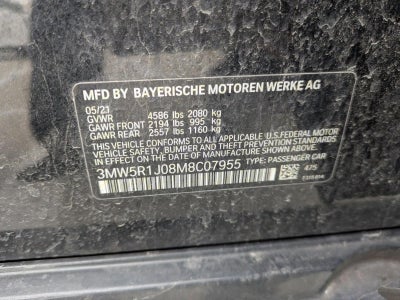 MFD BY BAYERISCHE MOTOREN WERKE AG
05/21
GVWR 4586 lbs 2080 kg
GAWR FRONT 2194 lbs 995 kg
GAWR REAR 2557 lbs 1160 kg
THIS VEHICLE CONFORMS TO ALL APPLICABLE U.S.FEDERAL MOTOR
VEHICLE SAFETY, BUMPER AND THEFT PREVENTION STANDARDS
IN EFFECT ON THE DATE OF MANUFACTURE SHOWN ABOVE.
3MW5R1J08M8C07955 TYPE: PASSENGER CAR
475